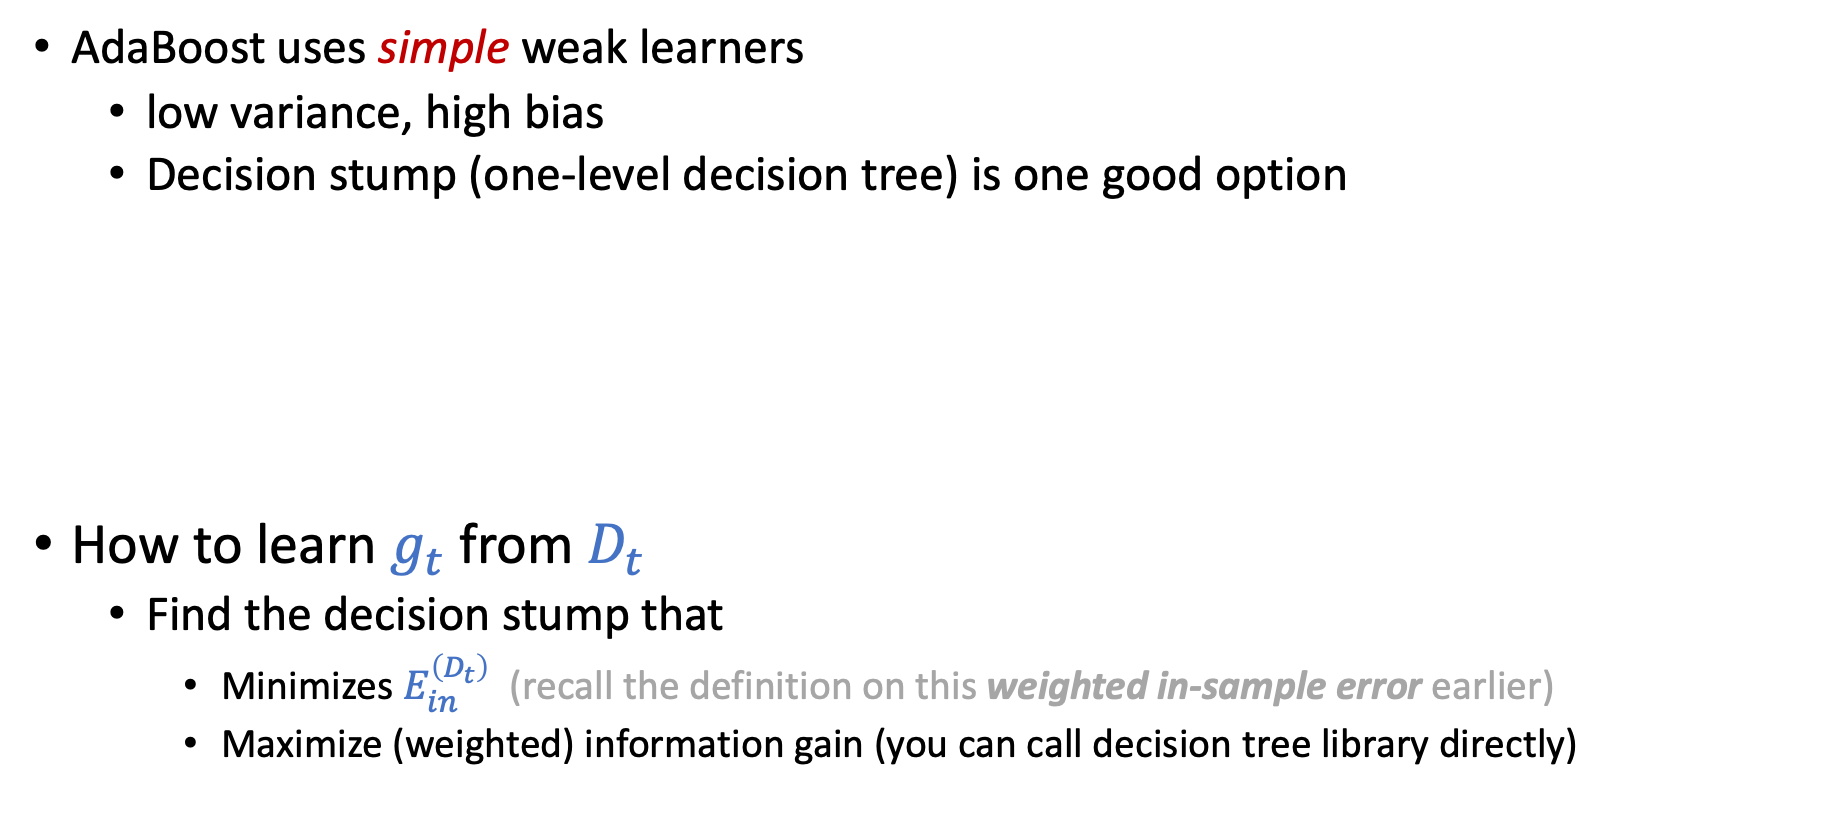 • AdaBoost uses simple weak learners
• low variance, high bias
• Decision stump (one-level decision tree) is one good option
• How to learn $g_t$ from $D_t$
• Find the decision stump that
• Minimizes $E_{in}^{(D_t)}$ (recall the definition on this weighted in-sample error earlier)
• Maximize (weighted) information gain (you can call decision tree library directly)